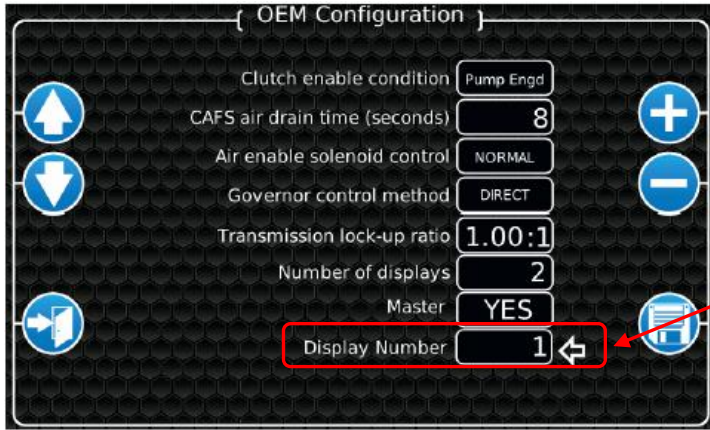 OEM Configuration
Clutch enable condition Pump Engd
CAFS air drain time (seconds) 8
Air enable solenoid control NORMAL
Governor control method DIRECT
Transmission lock-up ratio 1.00:1
Number of displays 2
Master YES
Display Number 1